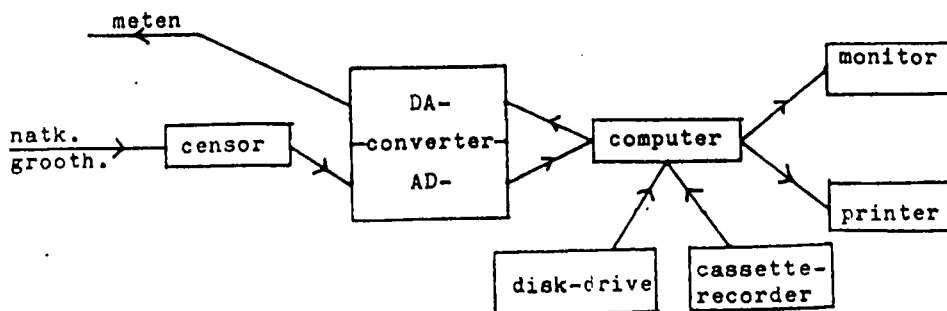 meten
natk.
grooth.
censor
DA-
converter
AD-
computer
monitor
printer
disk-drive
cassette-
recorder